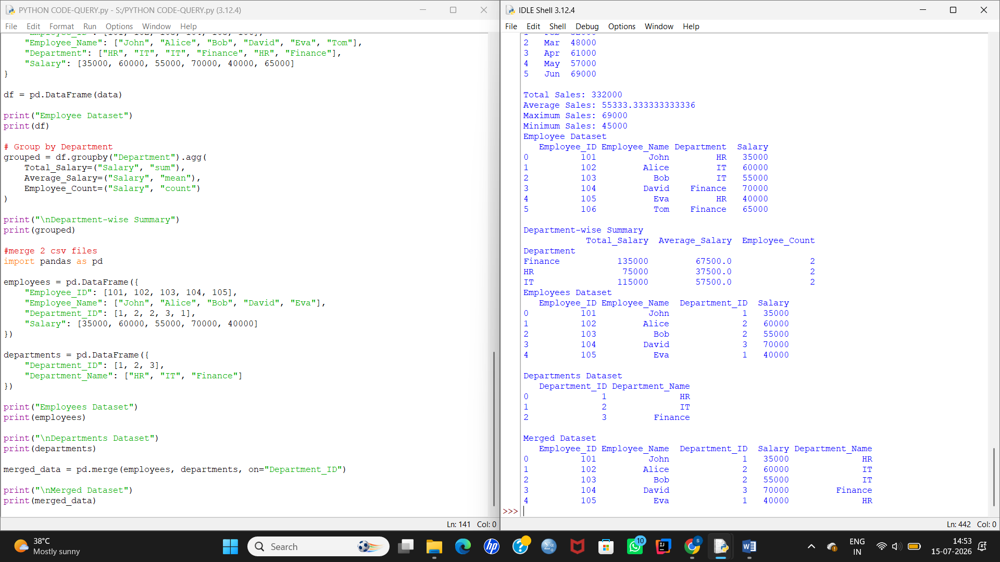 PYTHON CODE-QUERY.py - S:/PYTHON CODE-QUERY.py (3.12.4)
File Edit Format Run Options Window Help
"Employee_Name": ["John", "Alice", "Bob", "David", "Eva", "Tom"],
"Department": ["HR", "IT", "IT", "Finance", "HR", "Finance"],
"Salary": [35000, 60000, 55000, 70000, 40000, 65000]
}
df = pd.DataFrame(data)
print("Employee Dataset")
print(df)
# Group by Department
grouped = df.groupby("Department").agg(
Total_Salary=("Salary", "sum"),
Average_Salary=("Salary", "mean"),
Employee_Count=("Salary", "count")
)
print("\nDepartment-wise Summary")
print(grouped)
#merge 2 csv files
import pandas as pd
employees = pd.DataFrame({
"Employee_ID": [101, 102, 103, 104, 105],
"Employee_Name": ["John", "Alice", "Bob", "David", "Eva"],
"Department_ID": [1, 2, 2, 3, 1],
"Salary": [35000, 60000, 55000, 70000, 40000]
})
departments = pd.DataFrame({
"Department_ID": [1, 2, 3],
"Department_Name": ["HR", "IT", "Finance"]
})
print("Employees Dataset")
print(employees)
print("\nDepartments Dataset")
print(departments)
merged_data = pd.merge(employees, departments, on="Department_ID")
print("\nMerged Dataset")
print(merged_data)
Ln: 141 Col: 0
IDLE Shell 3.12.4
File Edit Shell Debug Options Window Help
2 Mar 48000
3 Apr 61000
4 May 57000
5 Jun 69000
Total Sales: 332000
Average Sales: 55333.333333333336
Maximum Sales: 69000
Minimum Sales: 45000
Employee Dataset
Employee_ID Employee_Name Department Salary
0 101 John HR 35000
1 102 Alice IT 60000
2 103 Bob IT 55000
3 104 David Finance 70000
4 105 Eva HR 40000
5 106 Tom Finance 65000
Department-wise Summary
Total_Salary Average_Salary Employee_Count
Department
Finance 135000 67500.0 2
HR 75000 37500.0 2
IT 115000 57500.0 2
Employees Dataset
Employee_ID Employee_Name Department_ID Salary
0 101 John 1 35000
1 102 Alice 2 60000
2 103 Bob 2 55000
3 104 David 3 70000
4 105 Eva 1 40000
Departments Dataset
Department_ID Department_Name
0 1 HR
1 2 IT
2 3 Finance
Merged Dataset
Employee_ID Employee_Name Department_ID Salary Department_Name
0 101 John 1 35000 HR
1 102 Alice 2 60000 IT
2 103 Bob 2 55000 IT
3 104 David 3 70000 Finance
4 105 Eva 1 40000 HR
>>>
Ln: 442 Col: 0
38°C
Mostly sunny
Search
10
ENG
IN
14:53
15-07-2026